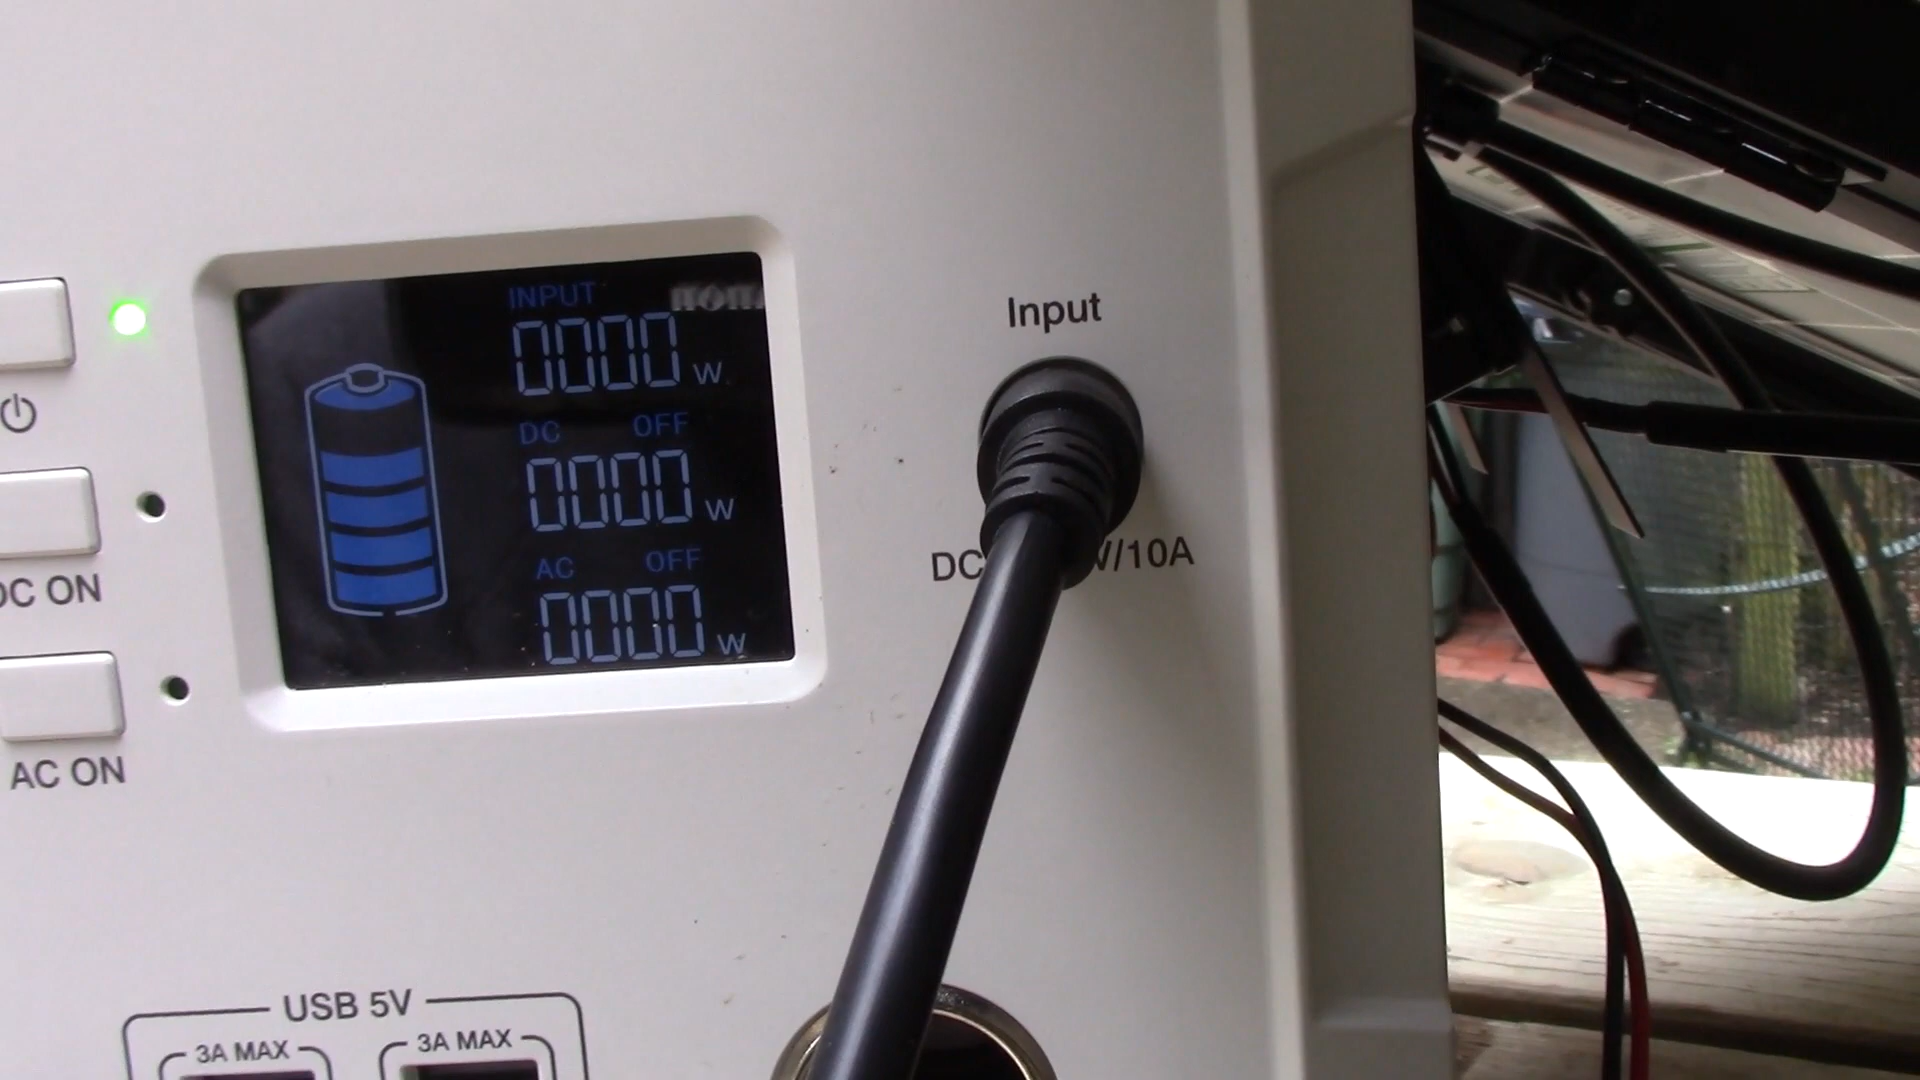 INPUT
0000 W
DC OFF
0000 W
AC OFF
0000 W
Input
DC
V/10A
DC ON
AC ON
USB 5V
3A MAX
3A MAX